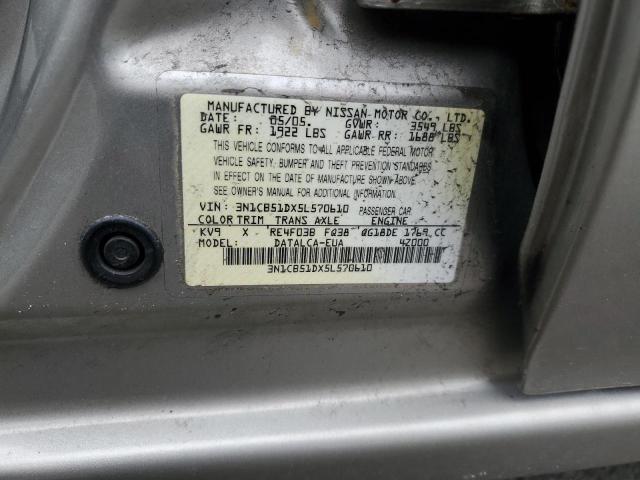 MANUFACTURED BY NISSAN MOTOR CO., LTD.
DATE: 05/05. GVWR: 3549 LBS
GAWR FR: 1922 LBS GAWR RR: 1688 LBS
THIS VEHICLE CONFORMS TO ALL APPLICABLE FEDERAL MOTOR
VEHICLE SAFETY, BUMPER AND THEFT PREVENTION STANDARDS
IN EFFECT ON THE DATE OF MANUFACTURE SHOWN ABOVE.
SEE OWNER'S MANUAL FOR ADDITIONAL INFORMATION.
VIN: 3N1CB51DX5L570610 PASSENGER CAR
COLOR TRIM TRANS AXLE ENGINE
KV9 X RE4F03B FQ38 QG18DE 1769 CC
MODEL: DATALCA-EUA 4Z000
3N1CB51DX5L570610